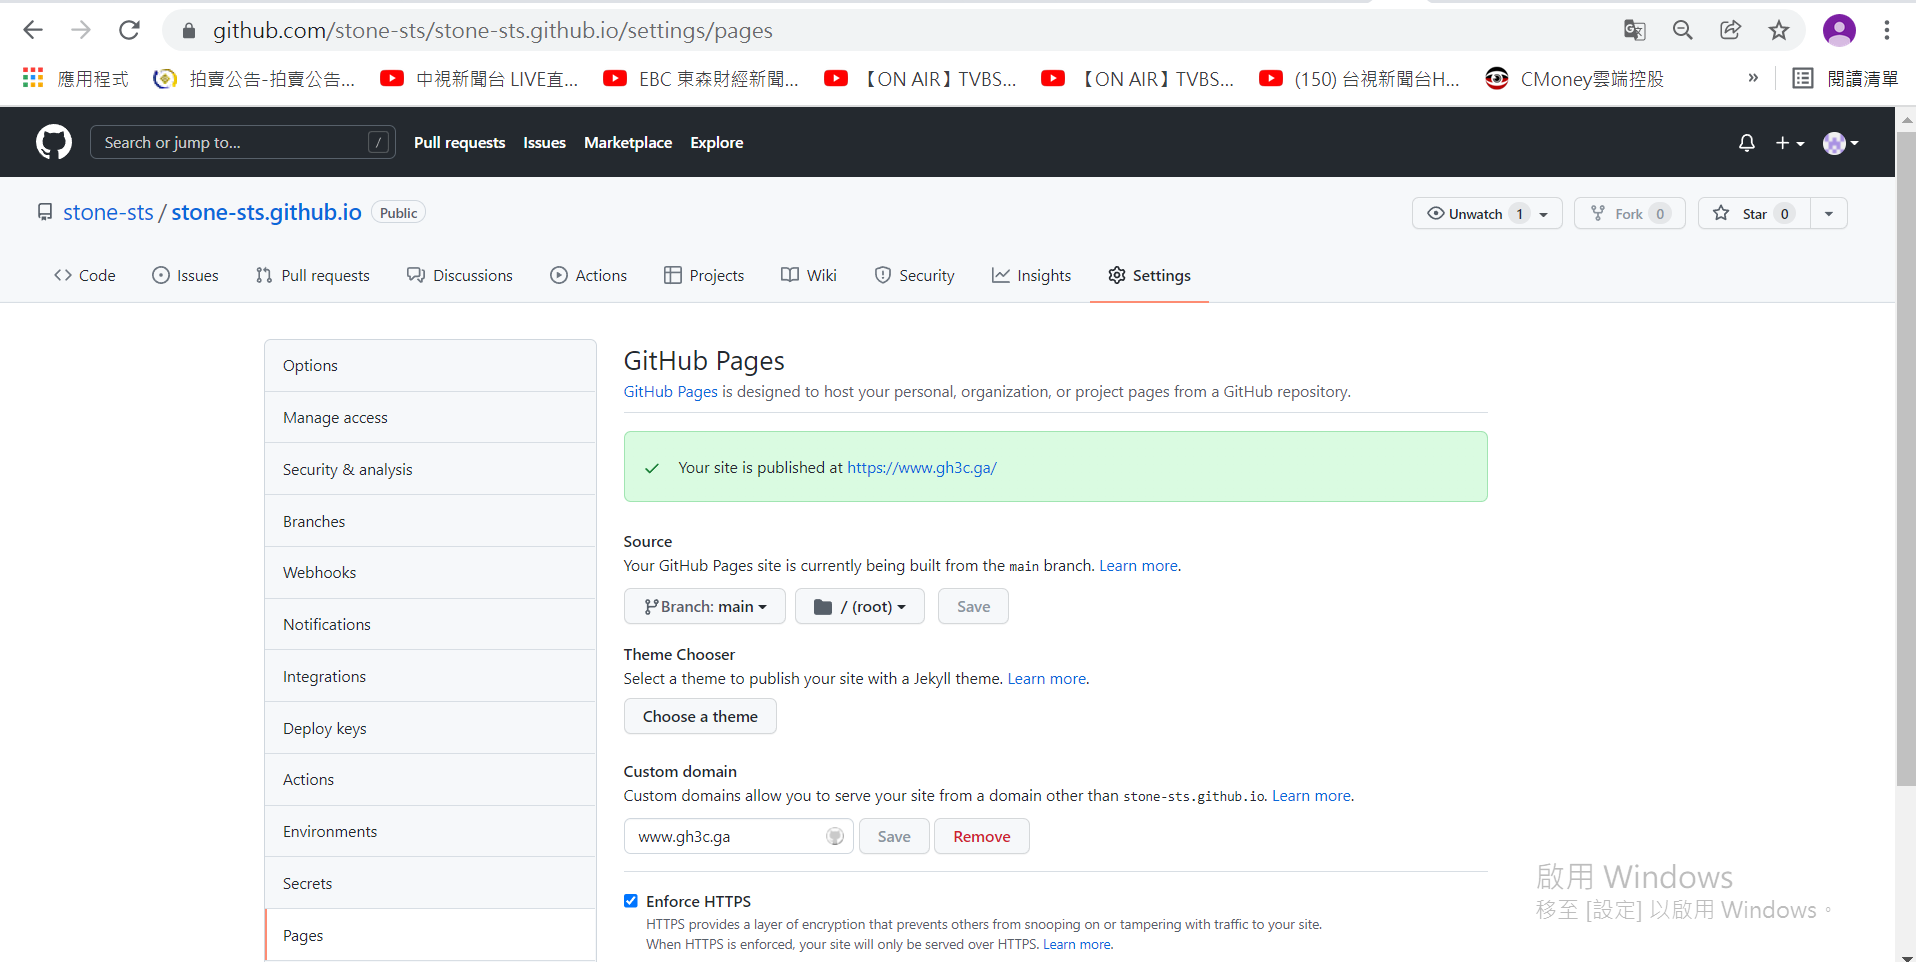 github.com/stone-sts/stone-sts.github.io/settings/pages
應用程式 拍賣公告-拍賣公告... 中視新聞台 LIVE直... EBC 東森財經新聞... 【ON AIR】TVBS... 【ON AIR】TVBS... (150) 台視新聞台H... CMoney雲端控股 » 閱讀清單
Search or jump to... / Pull requests Issues Marketplace Explore
stone-sts / stone-sts.github.io Public Unwatch 1 Fork 0 Star 0
Code Issues Pull requests Discussions Actions Projects Wiki Security Insights Settings
Options
Manage access
Security & analysis
Branches
Webhooks
Notifications
Integrations
Deploy keys
Actions
Environments
Secrets
Pages
GitHub Pages
GitHub Pages is designed to host your personal, organization, or project pages from a GitHub repository.
Your site is published at https://www.gh3c.ga/
Source
Your GitHub Pages site is currently being built from the main branch. Learn more.
Branch: main / (root) Save
Theme Chooser
Select a theme to publish your site with a Jekyll theme. Learn more.
Choose a theme
Custom domain
Custom domains allow you to serve your site from a domain other than stone-sts.github.io. Learn more.
www.gh3c.ga Save Remove
Enforce HTTPS
HTTPS provides a layer of encryption that prevents others from snooping on or tampering with traffic to your site.
When HTTPS is enforced, your site will only be served over HTTPS. Learn more.
啟用 Windows
移至 [設定] 以啟用 Windows。